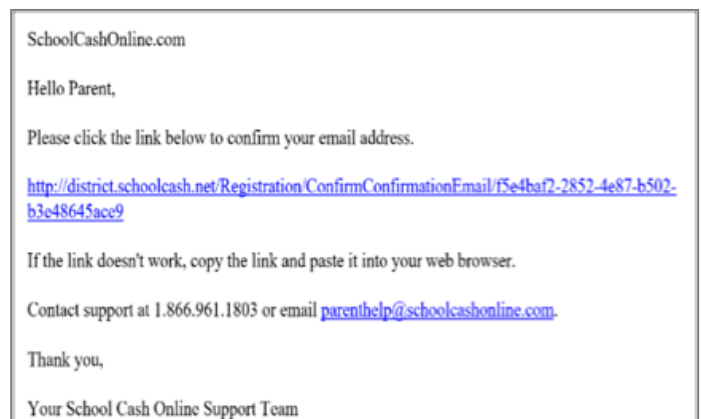 SchoolCashOnline.com
Hello Parent,
Please click the link below to confirm your email address.
http://district.schoolcash.net/Registration/ConfirmConfirmationEmail/f5e4baf2-2852-4e87-b502-
b3e48645ace9
If the link doesn't work, copy the link and paste it into your web browser.
Contact support at 1.866.961.1803 or email parenthelp@schoolcashonline.com.
Thank you,
Your School Cash Online Support Team